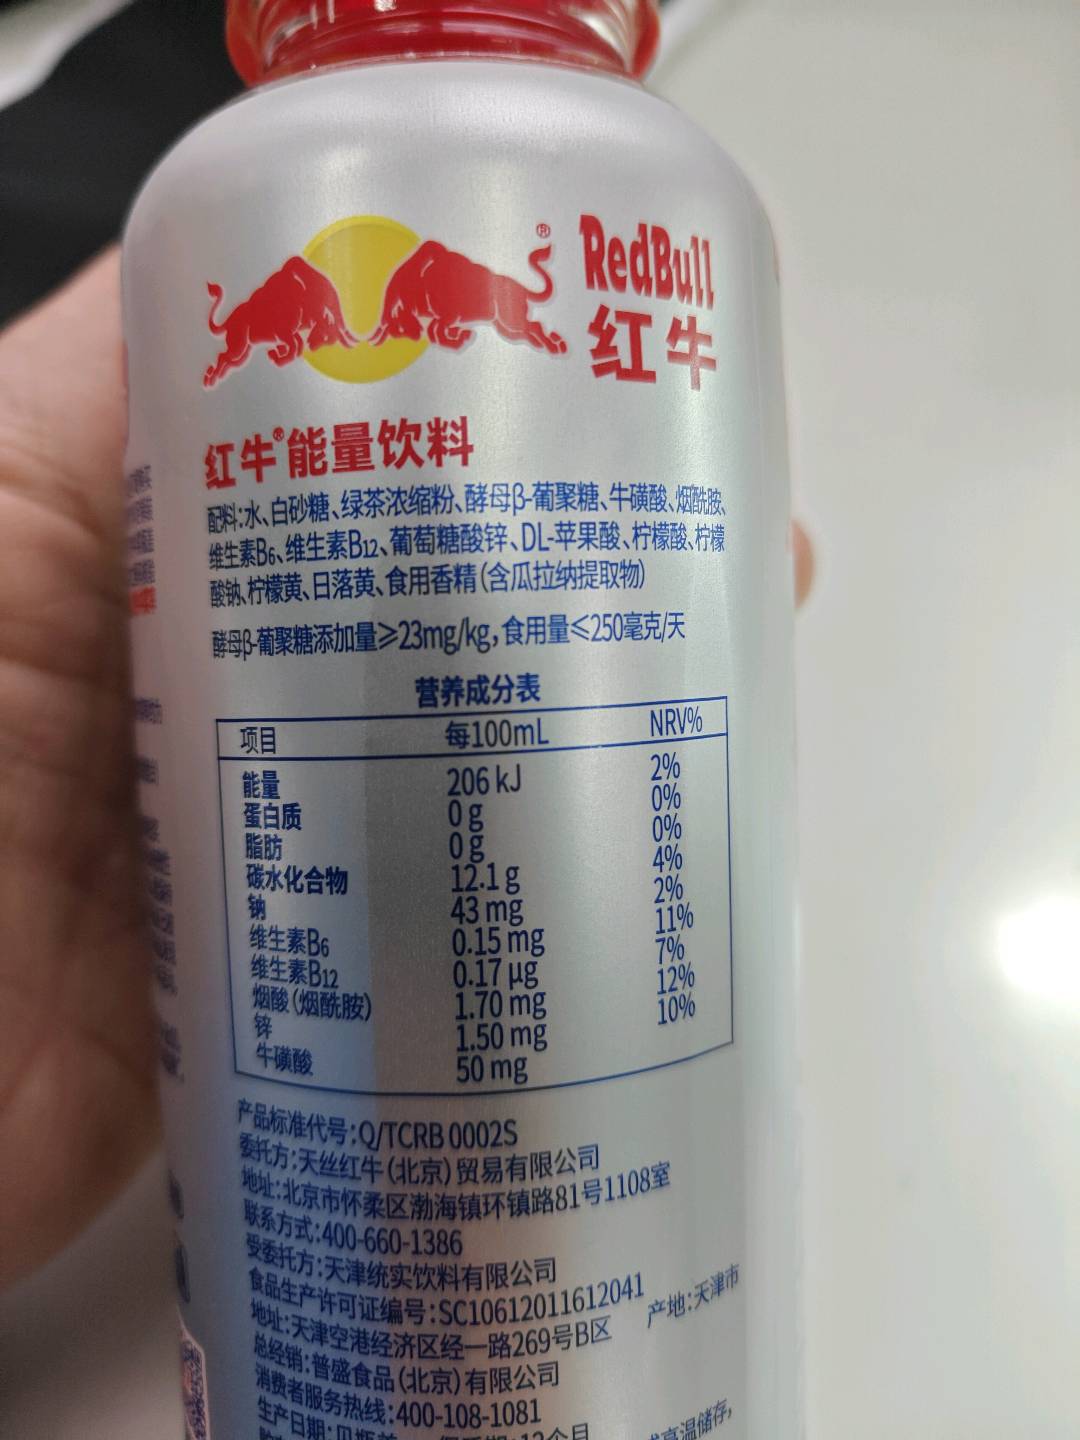 RedBull
红牛
®
红牛®能量饮料
配料:水、白砂糖、绿茶浓缩粉、酵母β-葡聚糖、牛磺酸、烟酰胺、
维生素B6、维生素B12、葡萄糖酸锌、DL-苹果酸、柠檬酸、柠檬
酸钠、柠檬黄、日落黄、食用香精(含瓜拉纳提取物)
酵母β-葡聚糖添加量≥23mg/kg,食用量≤250毫克/天
营养成分表
项目 每100mL NRV%
能量 206 kJ 2%
蛋白质 0 g 0%
脂肪 0 g 0%
碳水化合物 12.1 g 4%
钠 43 mg 2%
维生素B6 0.15 mg 11%
维生素B12 0.17 μg 7%
烟酸(烟酰胺) 1.70 mg 12%
锌 1.50 mg 10%
牛磺酸 50 mg
产品标准代号:Q/TCRB 0002S
委托方:天丝红牛(北京)贸易有限公司
地址:北京市怀柔区渤海镇环镇路81号1108室
联系方式:400-660-1386
受委托方:天津统实饮料有限公司
食品生产许可证编号:SC10612011612041 产地:天津市
地址:天津空港经济区经一路269号B区
总经销:普盛食品(北京)有限公司
消费者服务热线:400-108-1081
生产日期:见瓶 12个月 高温储存,